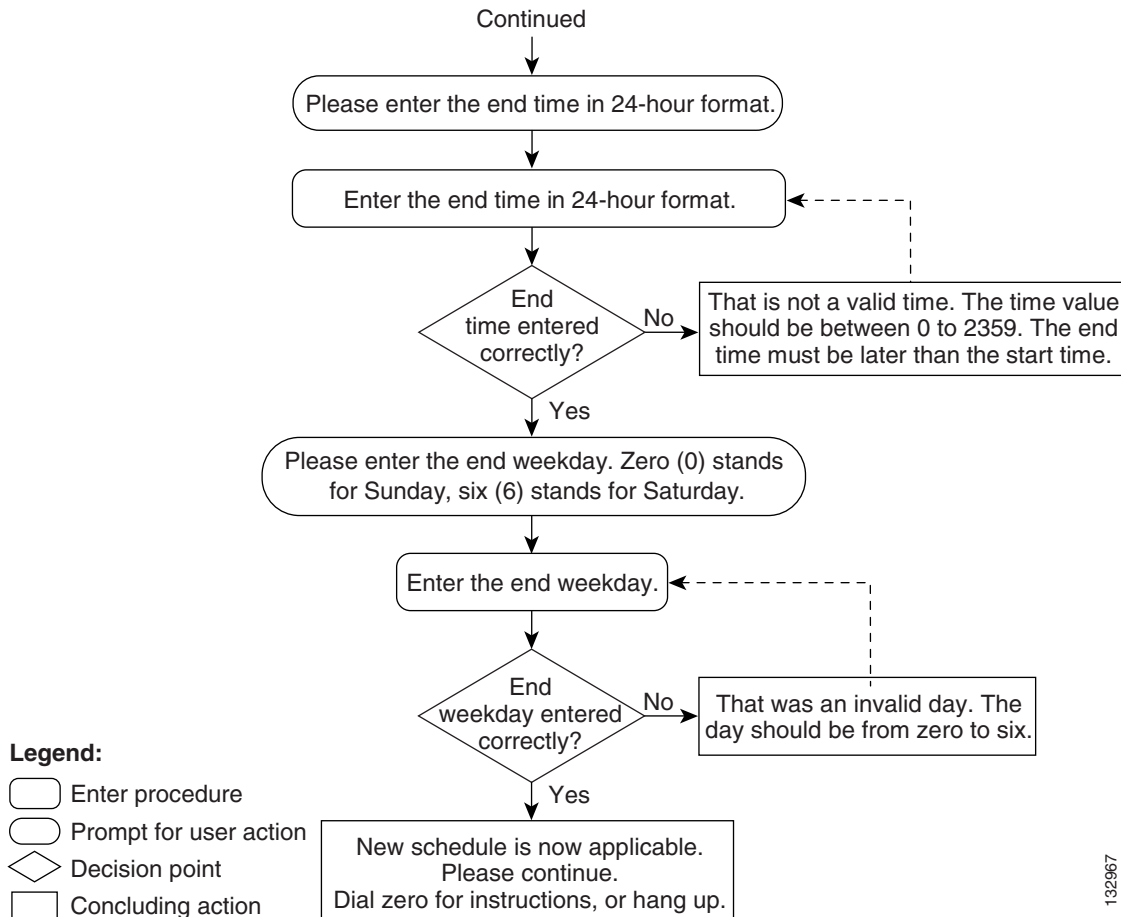 Continued
Please enter the end time in 24-hour format.
Enter the end time in 24-hour format.
End
time entered
correctly?
No
That is not a valid time. The time value
should be between 0 to 2359. The end
time must be later than the start time.
Yes
Please enter the end weekday. Zero (0) stands
for Sunday, six (6) stands for Saturday.
Enter the end weekday.
End
weekday entered
correctly?
No
That was an invalid day. The
day should be from zero to six.
Yes
New schedule is now applicable.
Please continue.
Dial zero for instructions, or hang up.
Legend:
Enter procedure
Prompt for user action
Decision point
Concluding action
132967